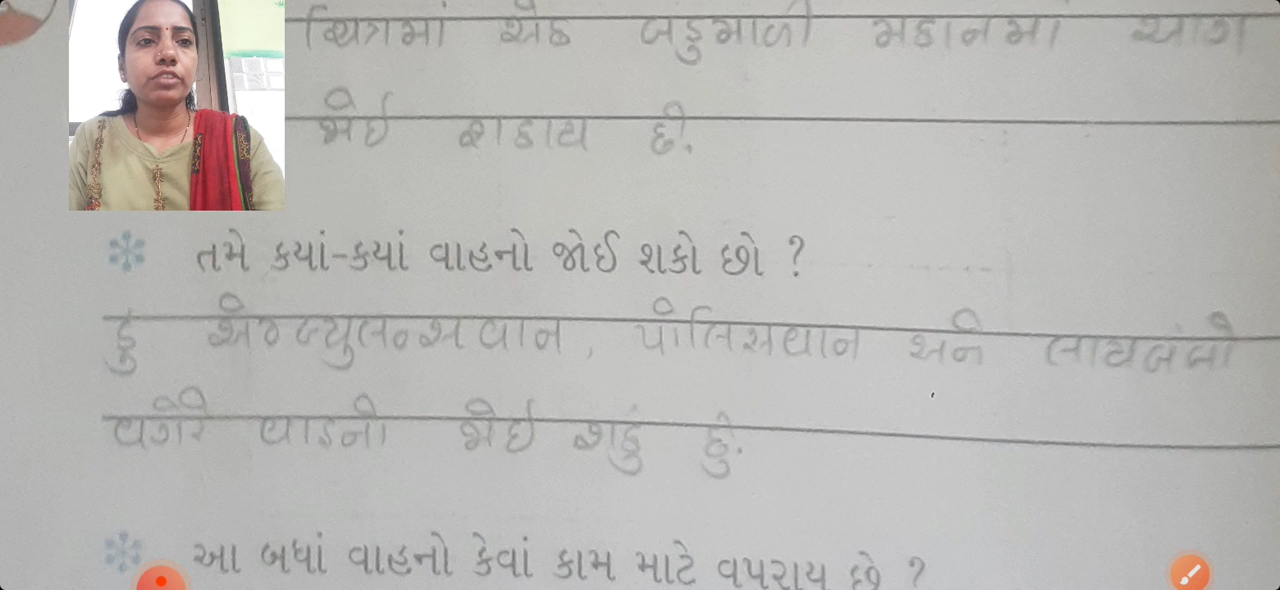 ચિત્રમાં એક બહુમાળી મકાનમાં આગ
જોઈ શકાય છે.
તમે કયાં-કયાં વાહનો જોઈ શકો છો ?
હું એમ્બ્યુલન્સવાન, પોલિસવાન અને લાયબંબો
વગેરે વાહનો જોઈ શકું છું.
આ બધાં વાહનો કેવાં કામ માટે વપરાય છે ?